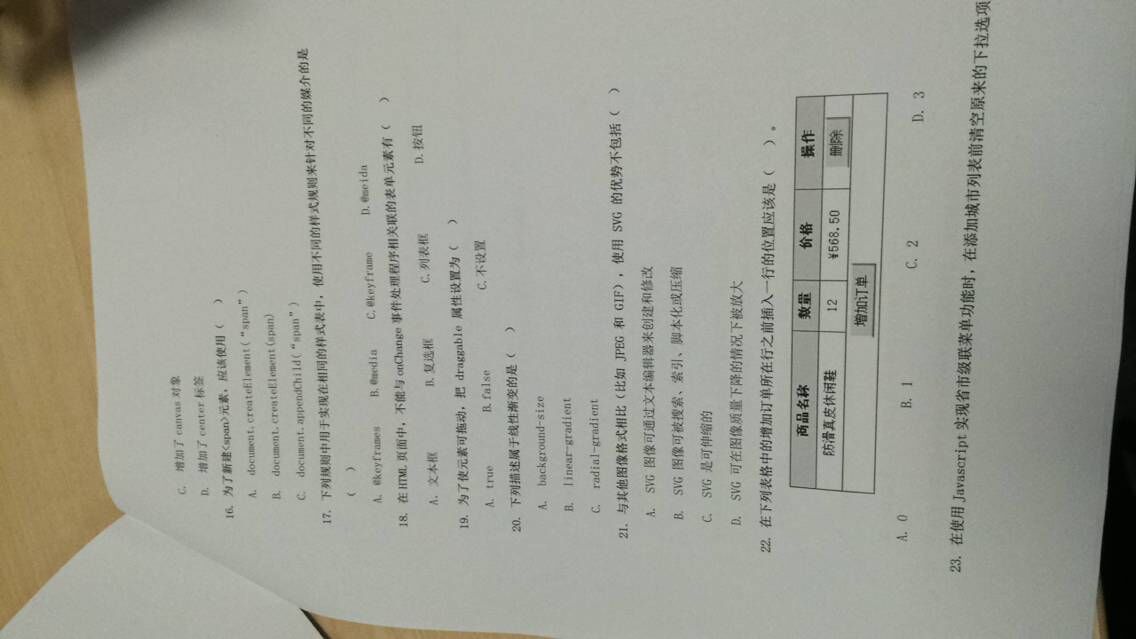 C. 增加了 canvas 对象
D. 增加了 center 标签
16. 为了新建<span>元素，应该使用（ ）
A. document.createElement(“span”)
B. document.createElement(span)
C. document.appendChild(“span”)
17. 下列规则中用于实现在相同的样式表中，使用不同的样式规则来针对不同的媒介的是
（ ）
A. @keyframes B. @media C. @keyframe D. @meida
18. 在 HTML 页面中，不能与 onChange 事件处理程序相关联的表单元素有（ ）
A. 文本框 B. 复选框 C. 列表框 D. 按钮
19. 为了使元素可拖动，把 draggable 属性设置为（ ）
A. true B. false C. 不设置
20. 下列描述属于线性渐变的是（ ）
A. background-size
B. linear-gradient
C. radial-gradient
21. 与其他图像格式相比（比如 JPEG 和 GIF），使用 SVG 的优势不包括（ ）
A. SVG 图像可通过文本编辑器来创建和修改
B. SVG 图像可被搜索、索引、脚本化或压缩
C. SVG 是可伸缩的
D. SVG 可在图像质量下降的情况下被放大
22. 在下列表格中的增加订单所在行之前插入一行的位置应该是（ ）。
商品名称 数量 价格 操作
防滑真皮休闲鞋 12 ¥568.50 删除
增加订单
A. 0 B. 1 C. 2 D. 3
23. 在使用 Javascript 实现省市级联菜单功能时，在添加城市列表前清空原来的下拉选项